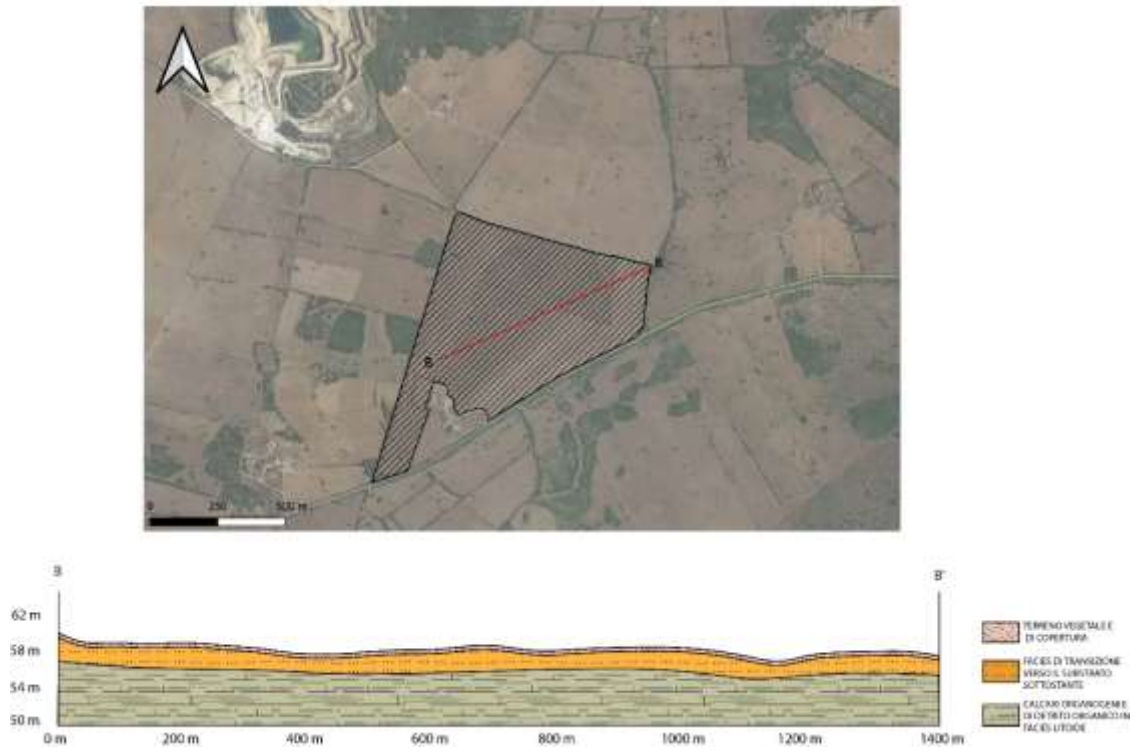 B
B
0 250 500 m
B B'
62 m
58 m
54 m
50 m
0 m 200 m 400 m 600 m 800 m 1000 m 1200 m 1400 m
TERRENO VEGETALE E
DI COPERTURA
FACIES DI TRANSIZIONE
VERSO IL SUBSTRATO
SOTTOSTANTE
CALCARI ORGANOGENI E
DI DETRITO ORGANICO IN
FACIES LITOIDE